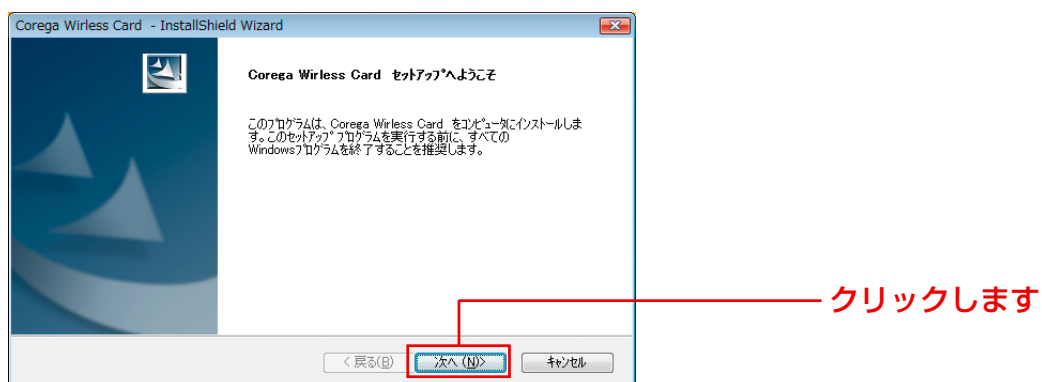 Corega Wirless Card - InstallShield Wizard
Corega Wirless Card ｾｯﾄｱｯﾌﾟへようこそ
このﾌﾟﾛｸﾞﾗﾑは、Corega Wirless Card をｺﾝﾋﾟｭｰﾀにｲﾝｽﾄｰﾙしま
す。このｾｯﾄｱｯﾌﾟ ﾌﾟﾛｸﾞﾗﾑを実行する前に、すべての
Windowsﾌﾟﾛｸﾞﾗﾑを終了することを推奨します。
クリックします
< 戻る(B) 次へ (N)> ｷｬﾝｾﾙ